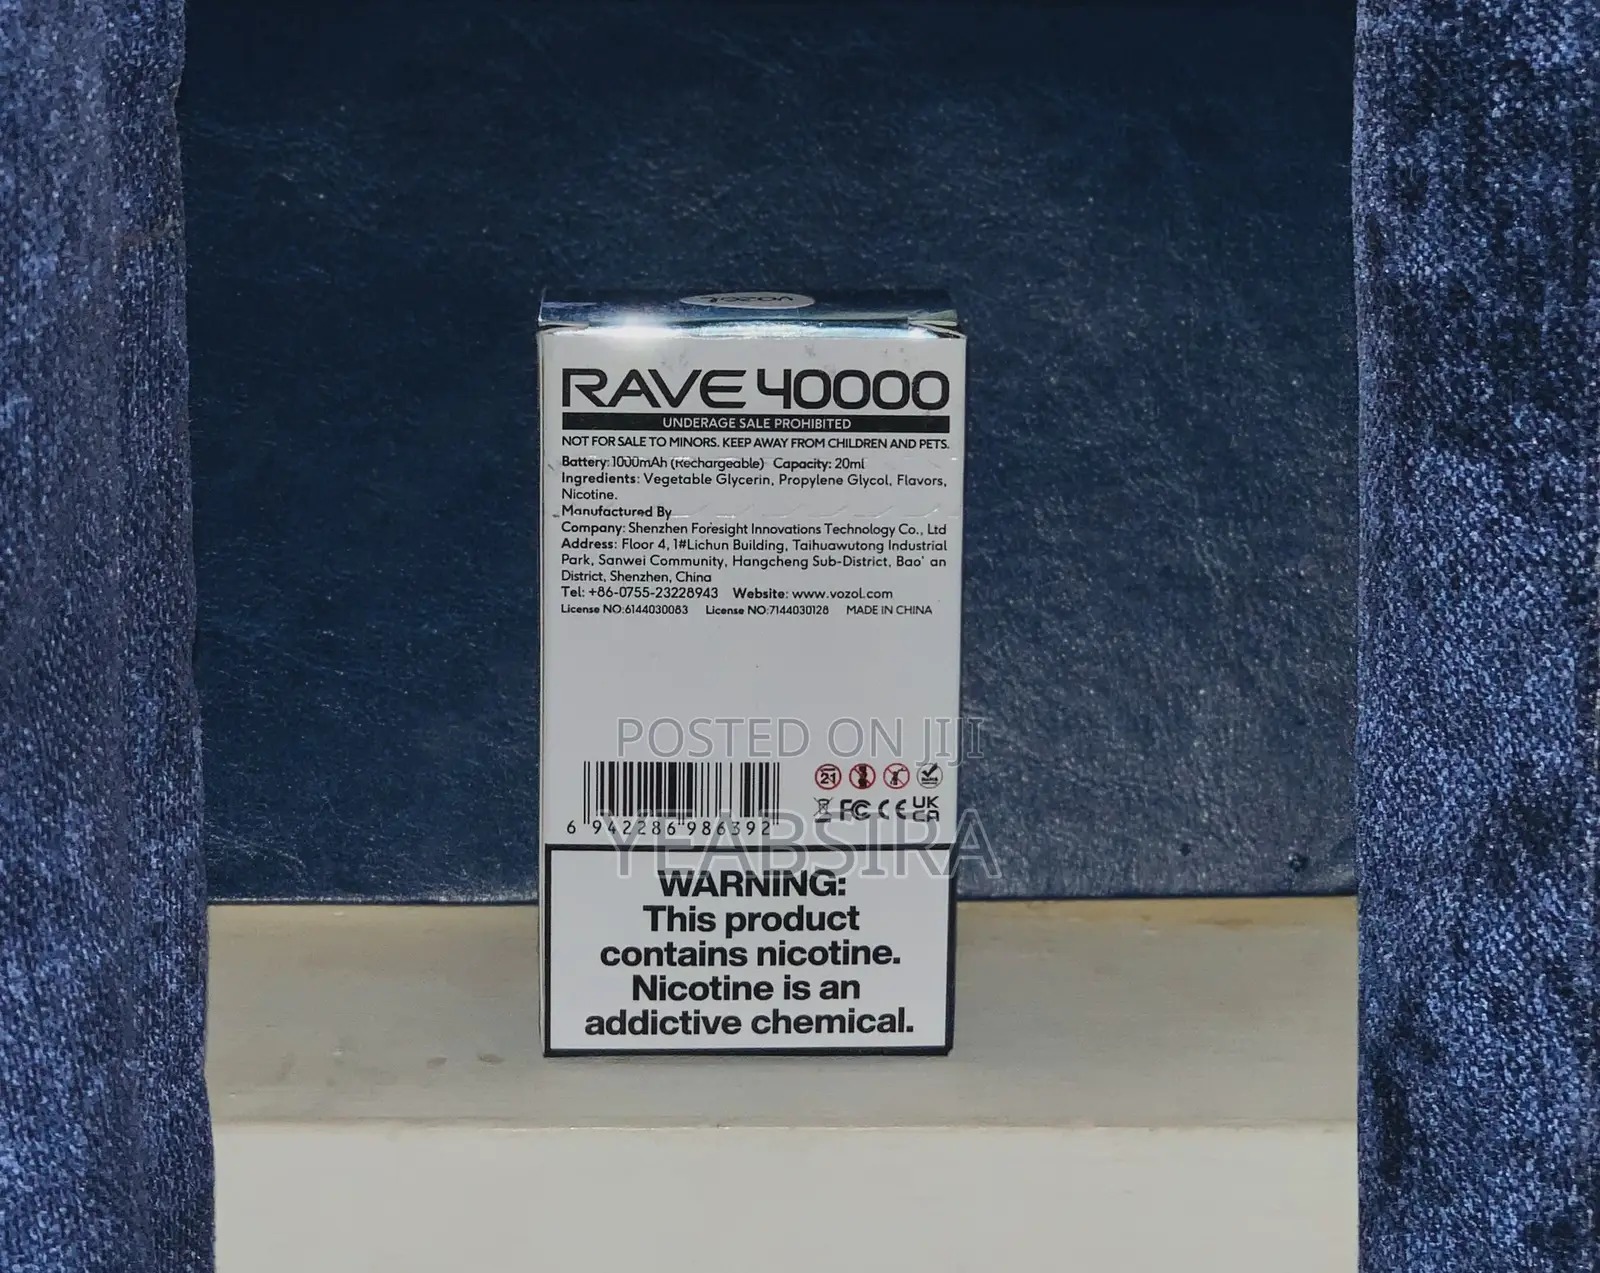 VOZOL
RAVE 40000
UNDERAGE SALE PROHIBITED
NOT FOR SALE TO MINORS. KEEP AWAY FROM CHILDREN AND PETS.
Battery: 1000mAh (Rechargeable) Capacity: 20ml
Ingredients: Vegetable Glycerin, Propylene Glycol, Flavors,
Nicotine.
Manufactured By
Company: Shenzhen Foresight Innovations Technology Co., Ltd
Address: Floor 4, 1#Lichun Building, Taihuawutong Industrial
Park, Sanwei Community, Hangcheng Sub-District, Bao' an
District, Shenzhen, China
Tel: +86-0755-23228943 Website: www.vozol.com
License NO:6144030083 License NO:7144030128 MADE IN CHINA
POSTED ON JIJI
21
FC CE UK CA
6 942286 986392
YEABSIRA
WARNING:
This product
contains nicotine.
Nicotine is an
addictive chemical.